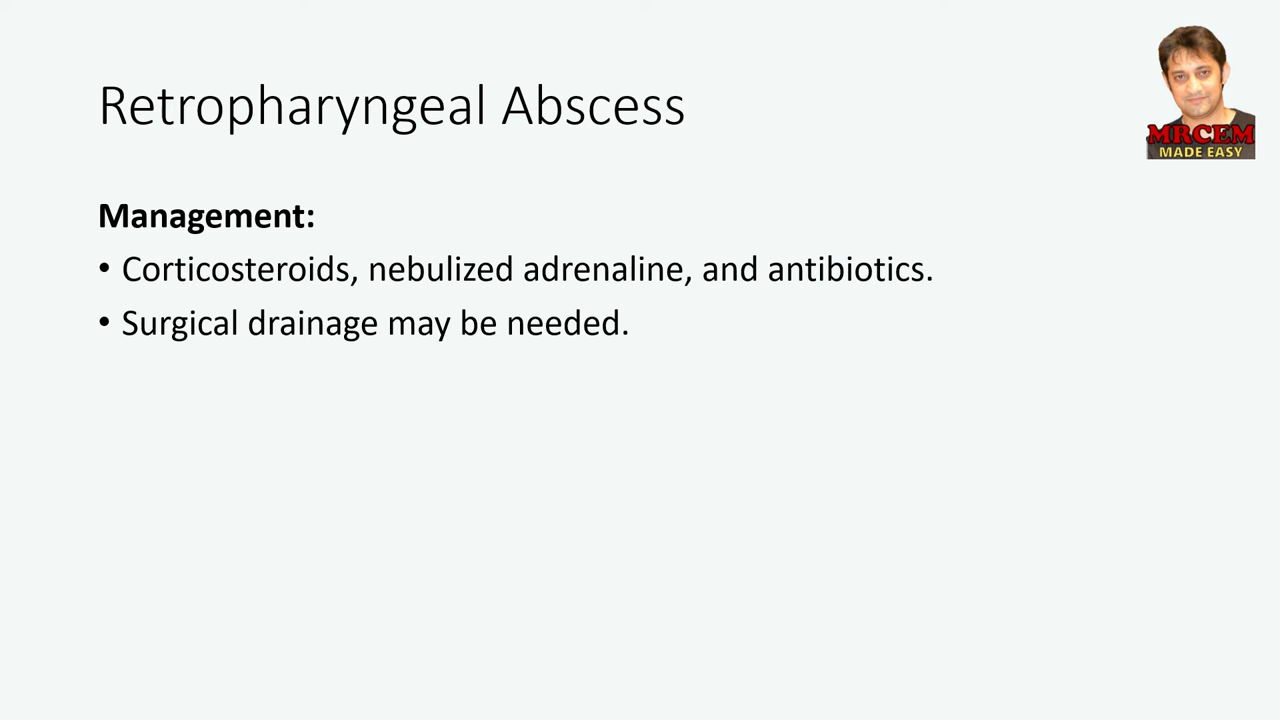 Retropharyngeal Abscess
MRCEM
MADE EASY
Management:
• Corticosteroids, nebulized adrenaline, and antibiotics.
• Surgical drainage may be needed.